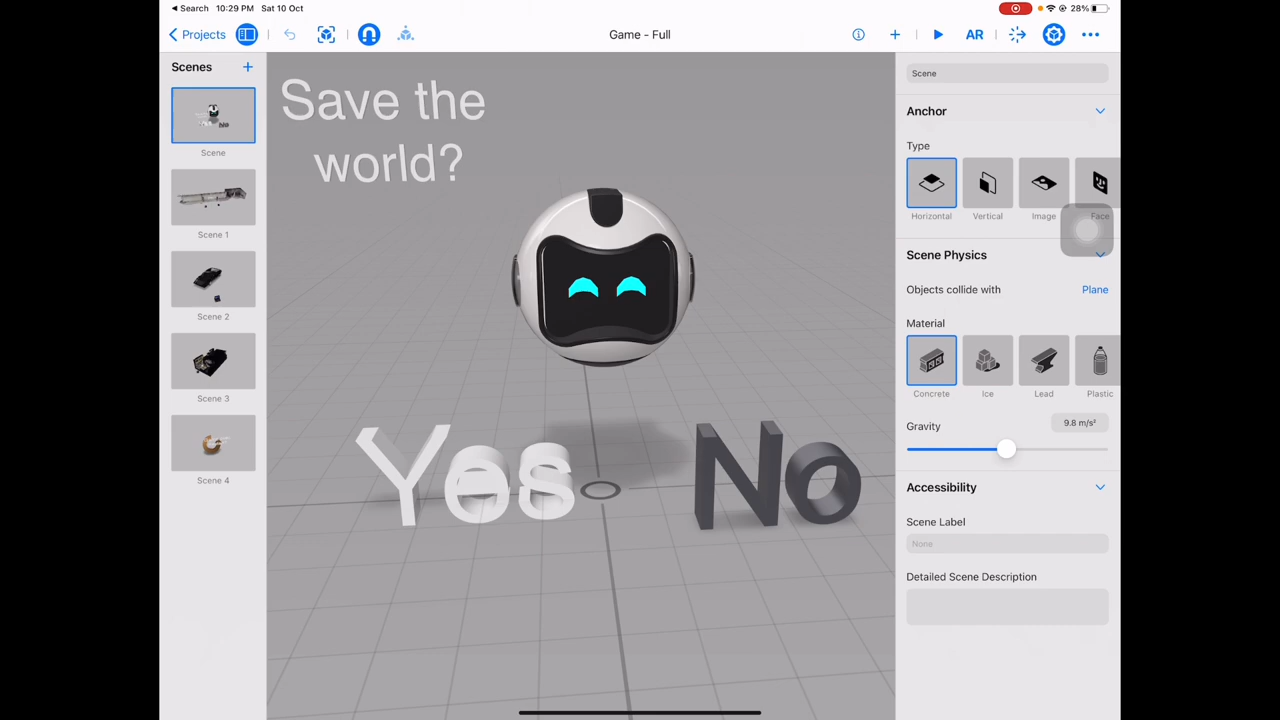 Search 10:29 PM Sat 10 Oct 28%
Projects Game - Full AR
Scenes
Scene
Scene 1
Scene 2
Scene 3
Scene 4
Save the
world?
Yes No
Scene
Anchor
Type
Horizontal Vertical Image Face
Scene Physics
Objects collide with Plane
Material
Concrete Ice Lead Plastic
Gravity 9.8 m/s²
Accessibility
Scene Label
None
Detailed Scene Description